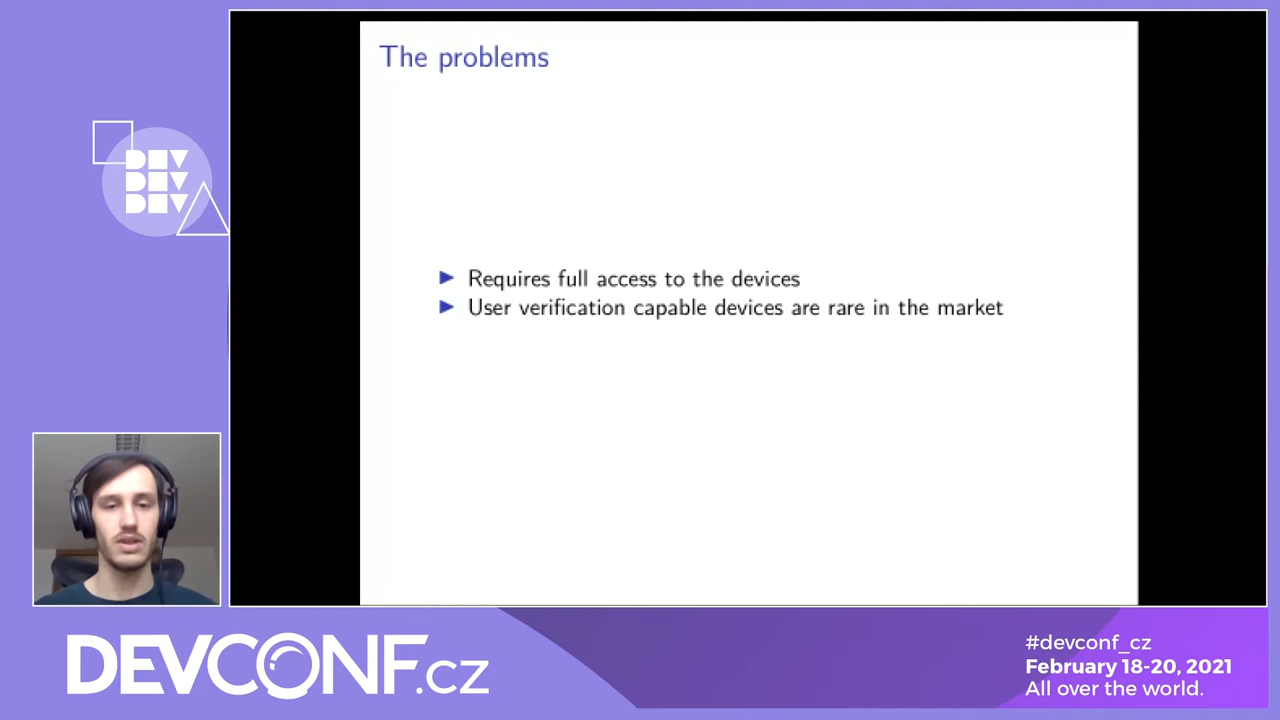 The problems
Requires full access to the devices
User verification capable devices are rare in the market
DEV
DEV
DEV
DEVCONF.cz
#devconf_cz
February 18-20, 2021
All over the world.